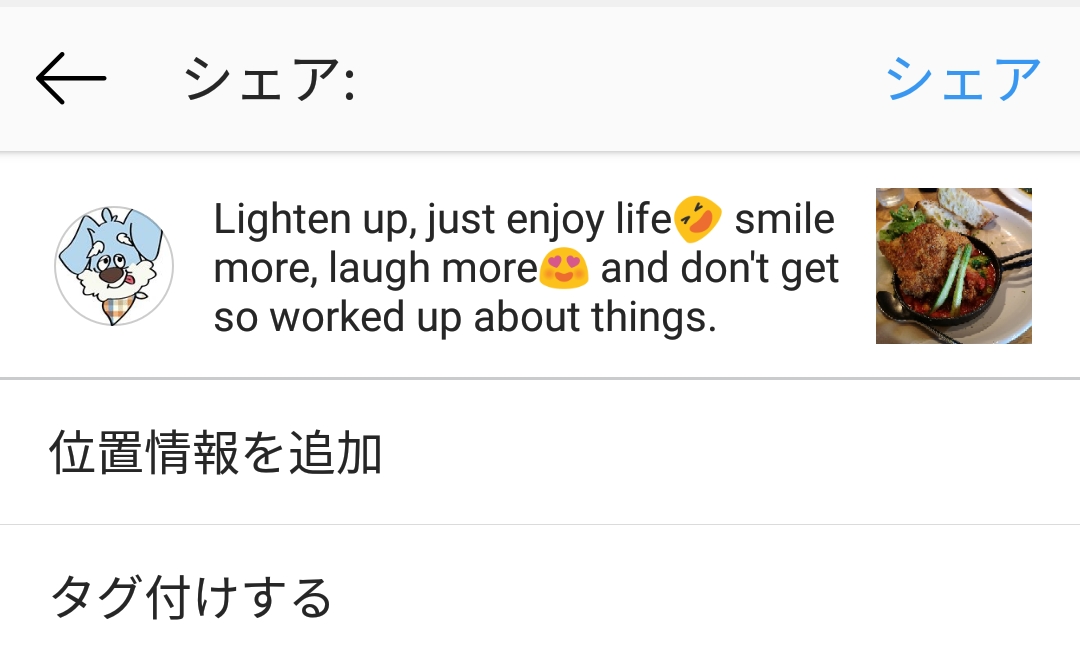 シェア:
シェア
Lighten up, just enjoy life🤣 smile
more, laugh more😍 and don't get
so worked up about things.
位置情報を追加
タグ付けする